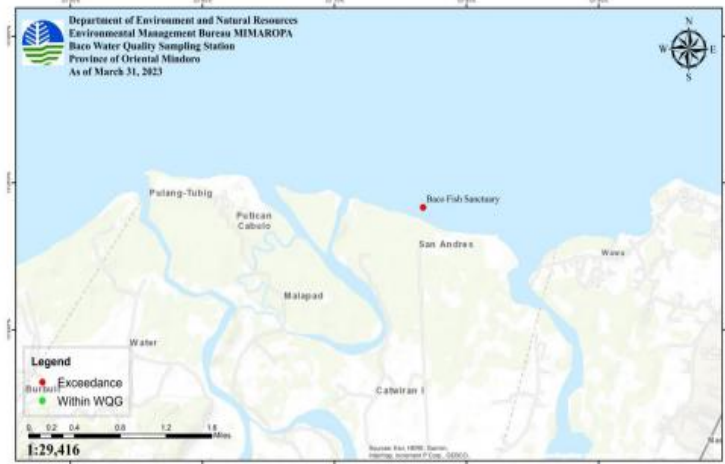 Department of Environment and Natural Resources
Environmental Management Bureau MIMAROPA
Baco Water Quality Sampling Station
Province of Oriental Mindoro
As of March 31, 2023
N
W E
S
Pulang-Tubig
Putican
Cabulo
Baco Fish Sanctuary
San Andres
Wawa
Malapad
Water
Catwiran I
Legend
Exceedance
Within WQG
0 0.2 0.4 0.8 1.2 1.6
Miles
1:29,416